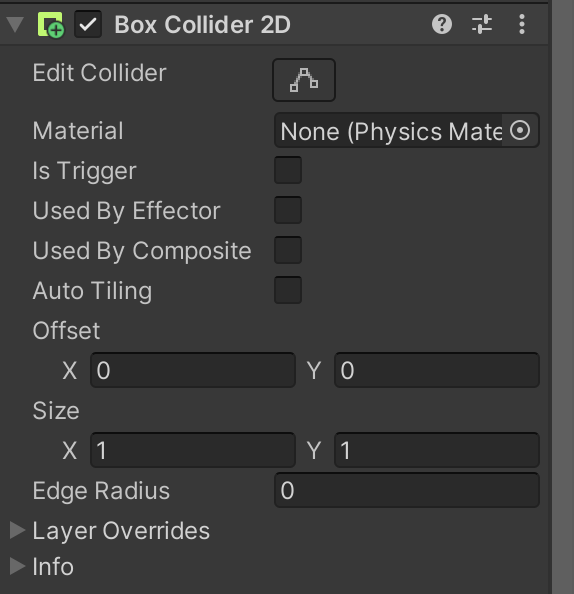 Box Collider 2D
Edit Collider
Material None (Physics Mate
Is Trigger
Used By Effector
Used By Composite
Auto Tiling
Offset
X 0 Y 0
Size
X 1 Y 1
Edge Radius 0
Layer Overrides
Info